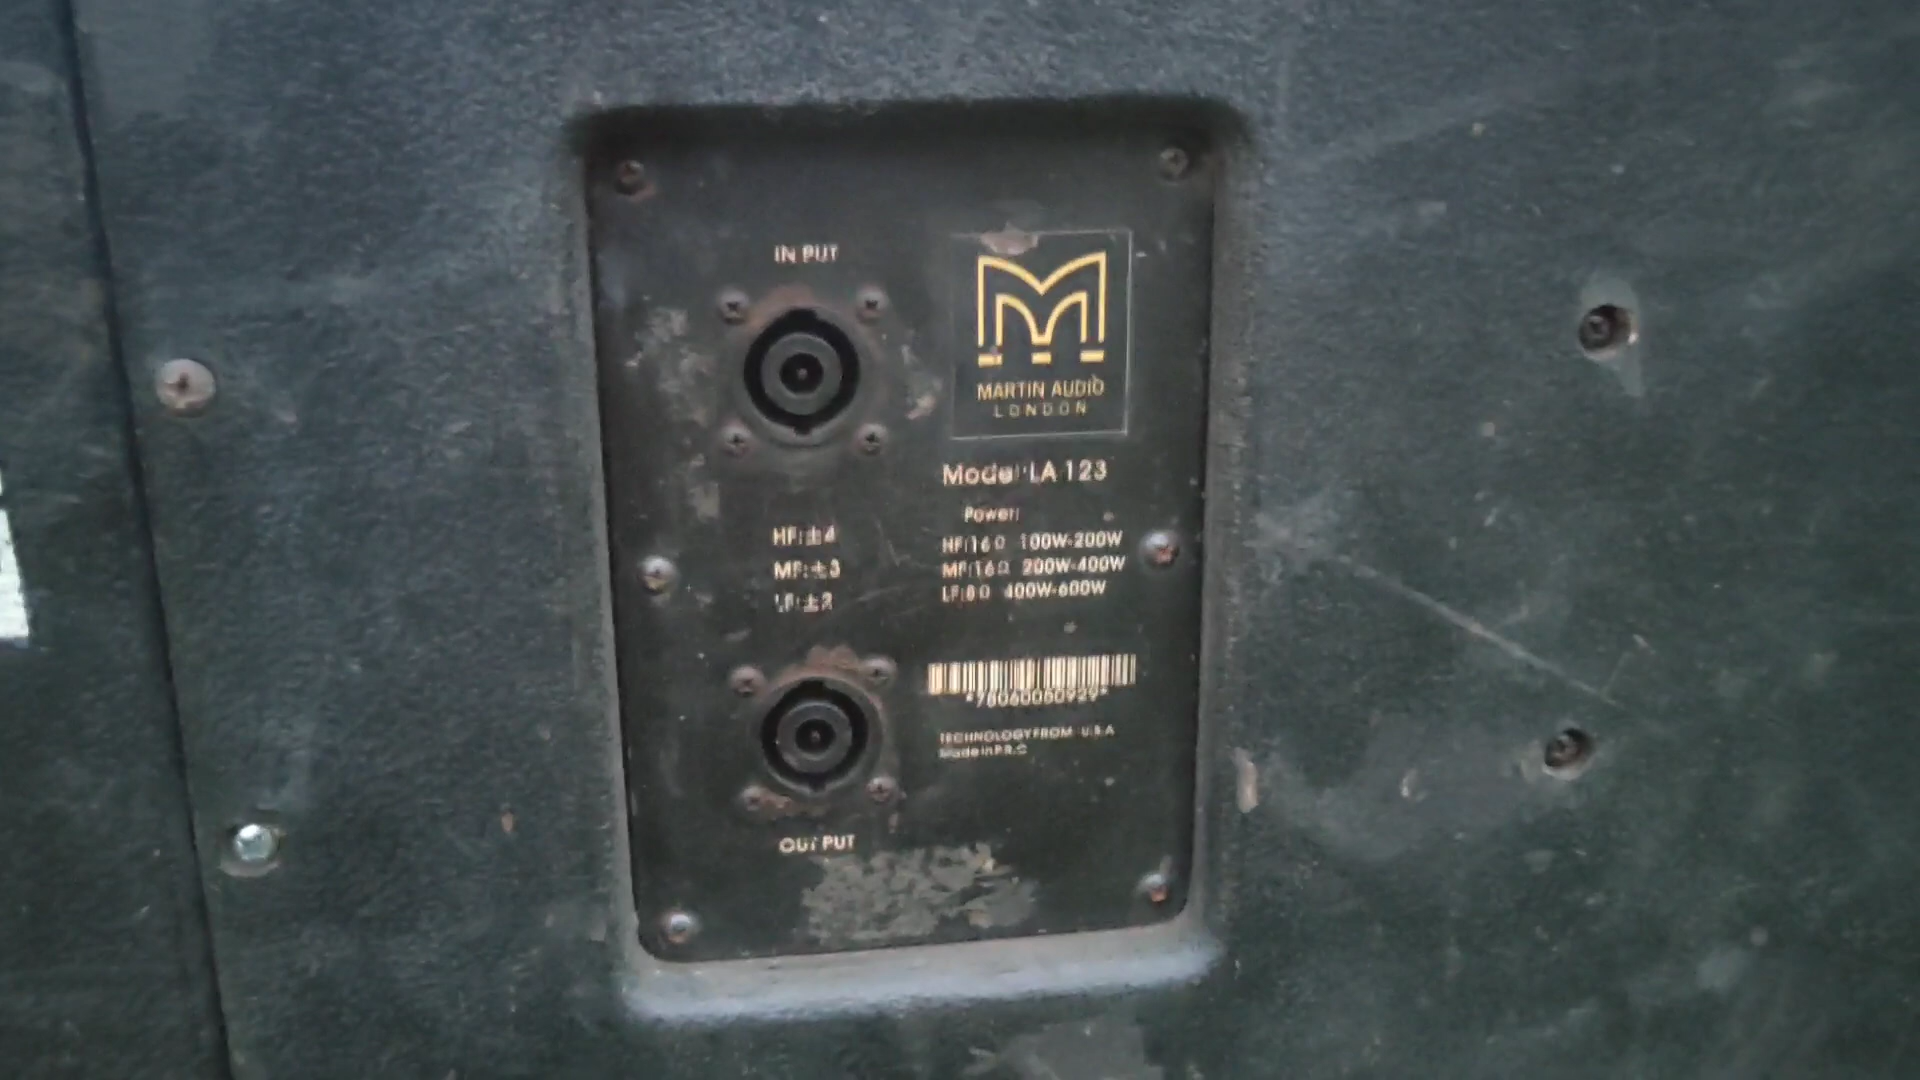 IN PUT
MARTIN AUDIO
LONDON
Model: LA 123
Power:
HF:16Ω 100W-200W
MF:16Ω 200W-400W
LF:8Ω 400W-600W
HF:±4
MF:±3
LF:±2
*78060060929*
TECHNOLOGY FROM U.S.A
Made in P.R.C
OUT PUT